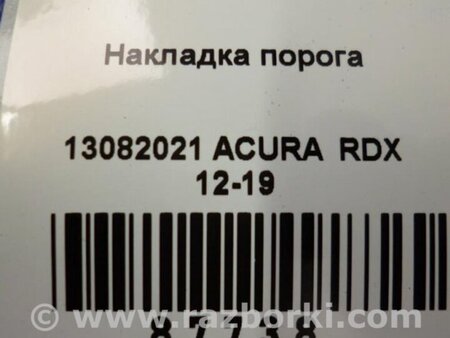 Накладка порога
13082021 ACURA RDX
12-19
www.razborki.com